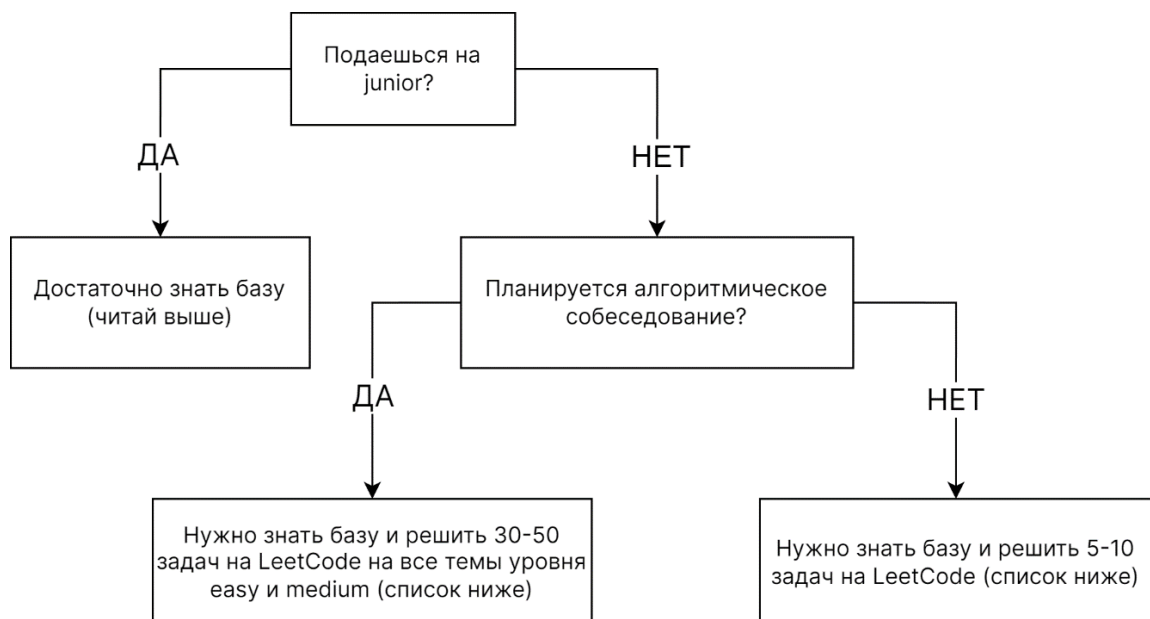 Подаешься на
junior?
ДА
НЕТ
Достаточно знать базу
(читай выше)
Планируется алгоритмическое
собеседование?
ДА
НЕТ
Нужно знать базу и решить 30-50
задач на LeetCode на все темы уровня
easy и medium (список ниже)
Нужно знать базу и решить 5-10
задач на LeetCode (список ниже)